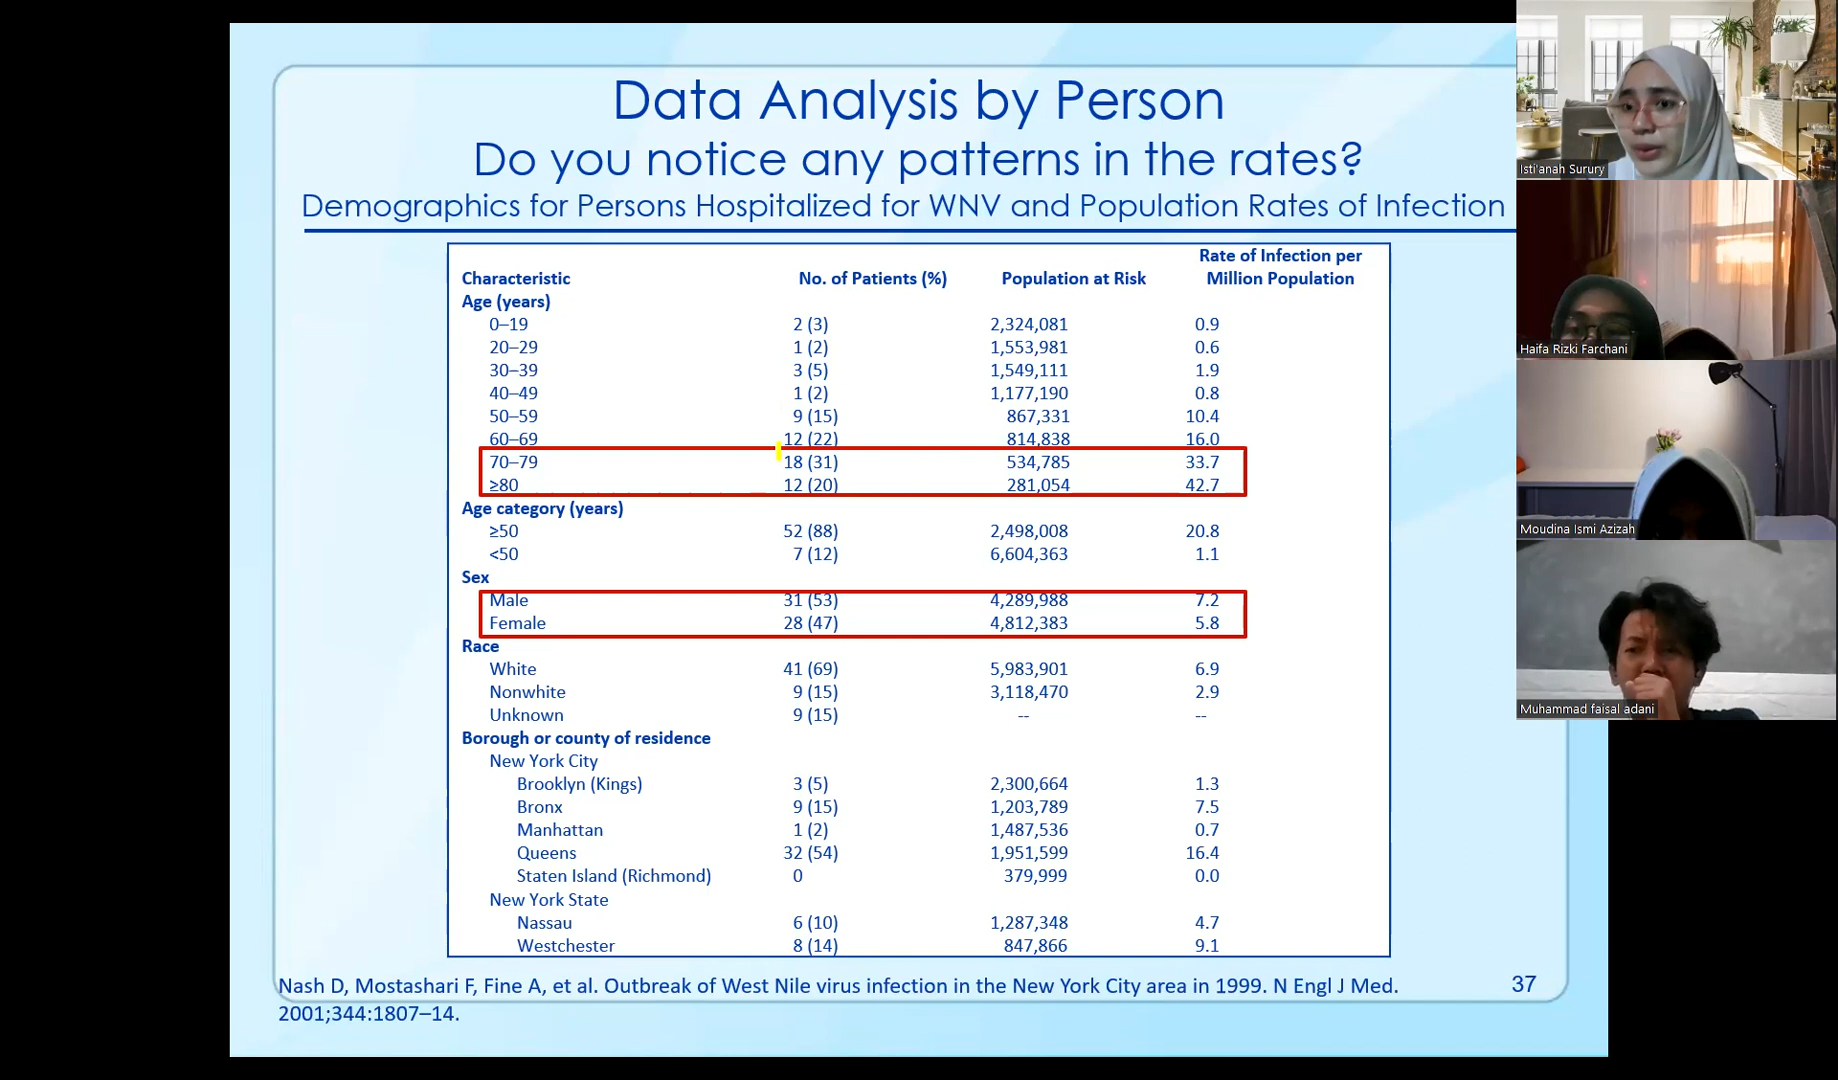 Data Analysis by Person
Do you notice any patterns in the rates?
Demographics for Persons Hospitalized for WNV and Population Rates of Infection
Characteristic No. of Patients (%) Population at Risk Rate of Infection per Million Population
Age (years)
0–19 2 (3) 2,324,081 0.9
20–29 1 (2) 1,553,981 0.6
30–39 3 (5) 1,549,111 1.9
40–49 1 (2) 1,177,190 0.8
50–59 9 (15) 867,331 10.4
60–69 12 (22) 814,838 16.0
70–79 18 (31) 534,785 33.7
≥80 12 (20) 281,054 42.7
Age category (years)
≥50 52 (88) 2,498,008 20.8
<50 7 (12) 6,604,363 1.1
Sex
Male 31 (53) 4,289,988 7.2
Female 28 (47) 4,812,383 5.8
Race
White 41 (69) 5,983,901 6.9
Nonwhite 9 (15) 3,118,470 2.9
Unknown 9 (15) -- --
Borough or county of residence
New York City
Brooklyn (Kings) 3 (5) 2,300,664 1.3
Bronx 9 (15) 1,203,789 7.5
Manhattan 1 (2) 1,487,536 0.7
Queens 32 (54) 1,951,599 16.4
Staten Island (Richmond) 0 379,999 0.0
New York State
Nassau 6 (10) 1,287,348 4.7
Westchester 8 (14) 847,866 9.1
Nash D, Mostashari F, Fine A, et al. Outbreak of West Nile virus infection in the New York City area in 1999. N Engl J Med.
2001;344:1807–14.
37
Isti'anah Surury
Haifa Rizki Farchani
Moudina Ismi Azizah
Muhammad faisal adani